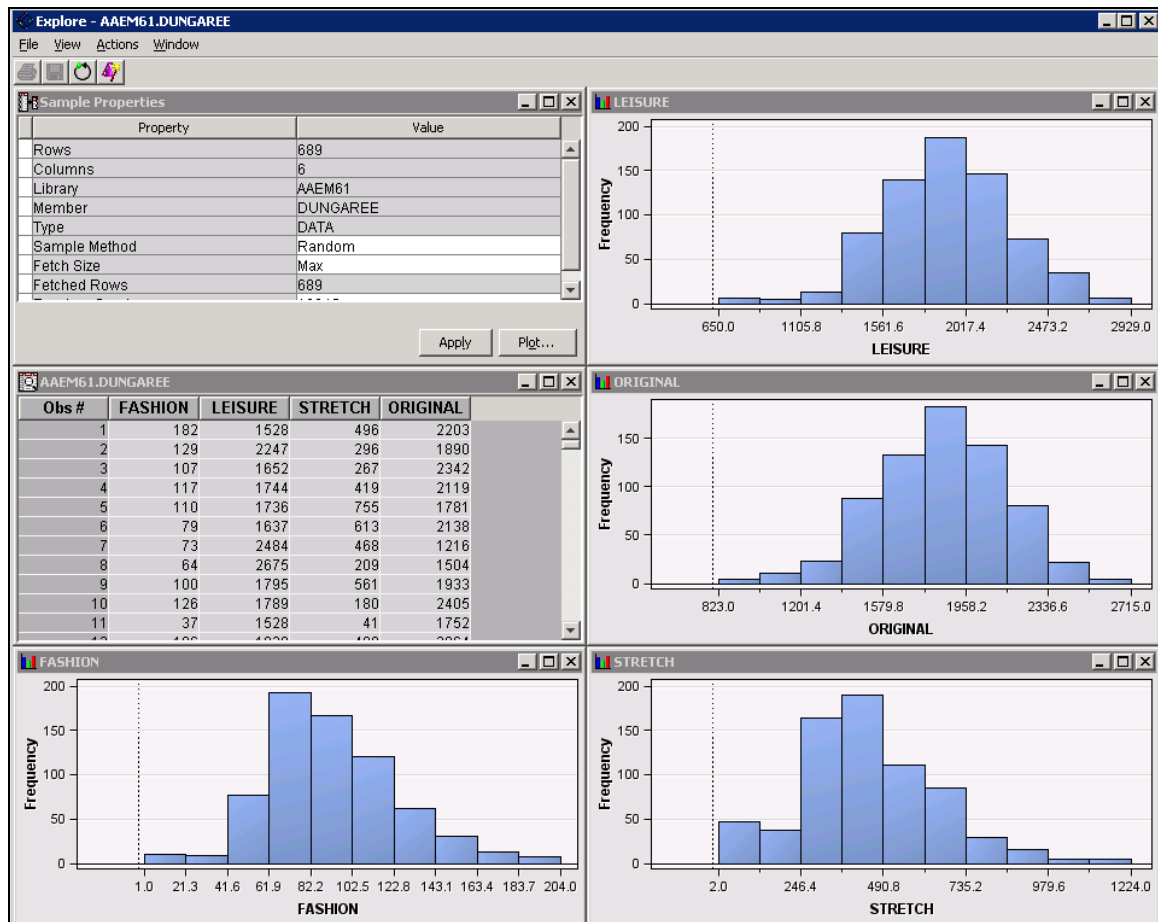 Explore - AAEM61.DUNGAREE
File View Actions Window
Sample Properties
Property Value
Rows 689
Columns 6
Library AAEM61
Member DUNGAREE
Type DATA
Sample Method Random
Fetch Size Max
Fetched Rows 689
Apply Plot...
LEISURE
200
150
100
50
0
Frequency
650.0 1105.8 1561.6 2017.4 2473.2 2929.0
LEISURE
AAEM61.DUNGAREE
Obs # FASHION LEISURE STRETCH ORIGINAL
1 182 1528 496 2203
2 129 2247 296 1890
3 107 1652 267 2342
4 117 1744 419 2119
5 110 1736 755 1781
6 79 1637 613 2138
7 73 2484 468 1216
8 64 2675 209 1504
9 100 1795 561 1933
10 126 1789 180 2405
11 37 1528 41 1752
ORIGINAL
150
100
50
0
Frequency
823.0 1201.4 1579.8 1958.2 2336.6 2715.0
ORIGINAL
FASHION
200
150
100
50
0
Frequency
1.0 21.3 41.6 61.9 82.2 102.5 122.8 143.1 163.4 183.7 204.0
FASHION
STRETCH
200
150
100
50
0
Frequency
2.0 246.4 490.8 735.2 979.6 1224.0
STRETCH